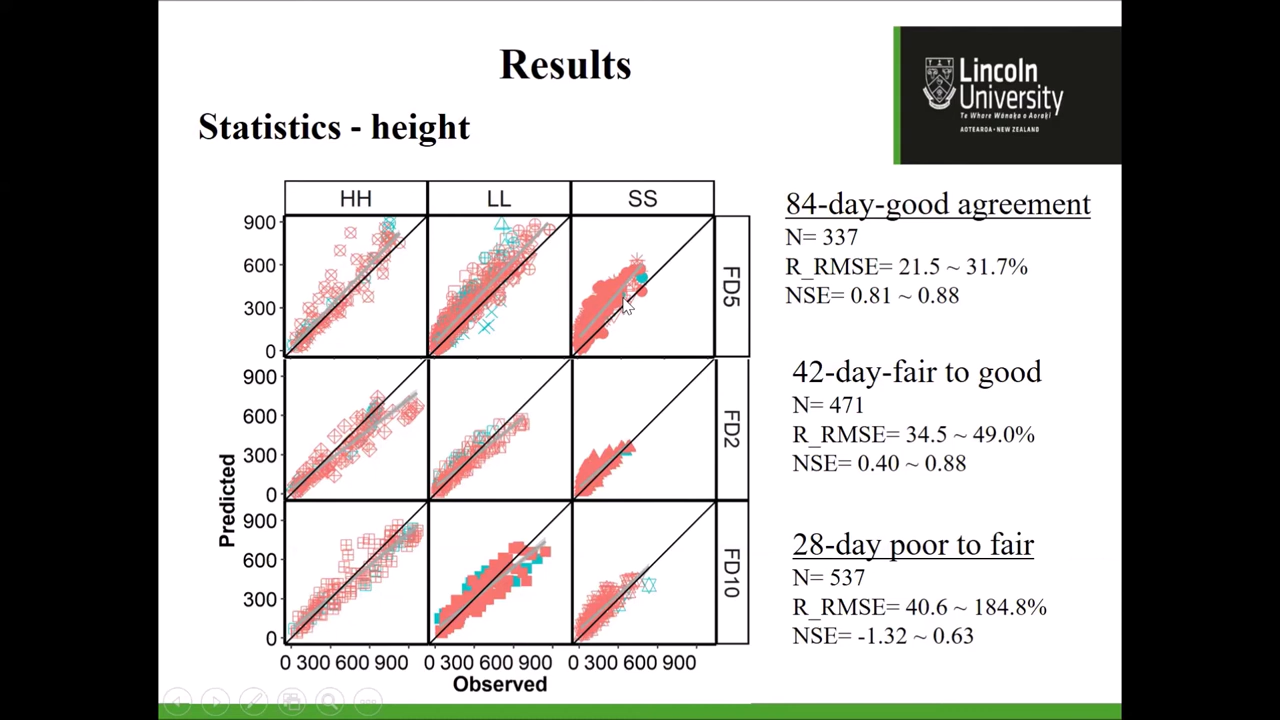 Results
Lincoln
University
Te Whare Wānaka o Aoraki
AOTEAROA • NEW ZEALAND
Statistics - height
HH LL SS
900
600
300
0
FD5
900
600
300
0
FD2
900
600
300
0
FD10
Predicted
0 300 600 900 0 300 600 900 0 300 600 900
Observed
84-day-good agreement
N= 337
R_RMSE= 21.5 ~ 31.7%
NSE= 0.81 ~ 0.88
42-day-fair to good
N= 471
R_RMSE= 34.5 ~ 49.0%
NSE= 0.40 ~ 0.88
28-day poor to fair
N= 537
R_RMSE= 40.6 ~ 184.8%
NSE= -1.32 ~ 0.63